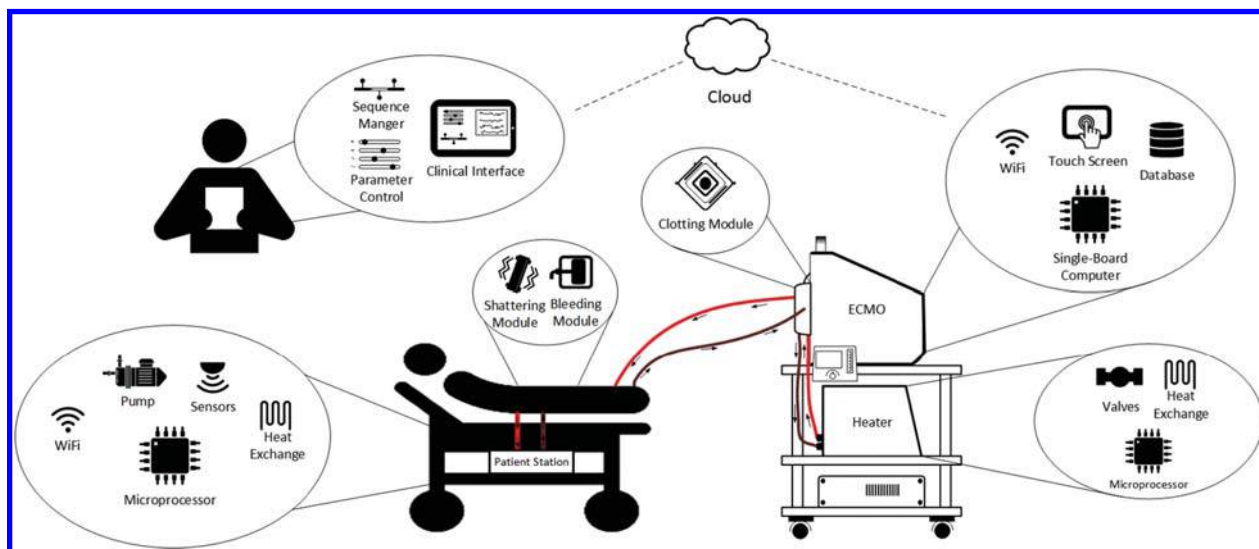 Cloud
Sequence
Manger
Clinical Interface
Parameter
Control
WiFi
Touch Screen
Database
Single-Board
Computer
Clotting Module
Shattering
Module
Bleeding
Module
ECMO
Pump
Sensors
WiFi
Heat
Exchange
Microprocessor
Patient Station
Heater
Valves
Heat
Exchange
Microprocessor